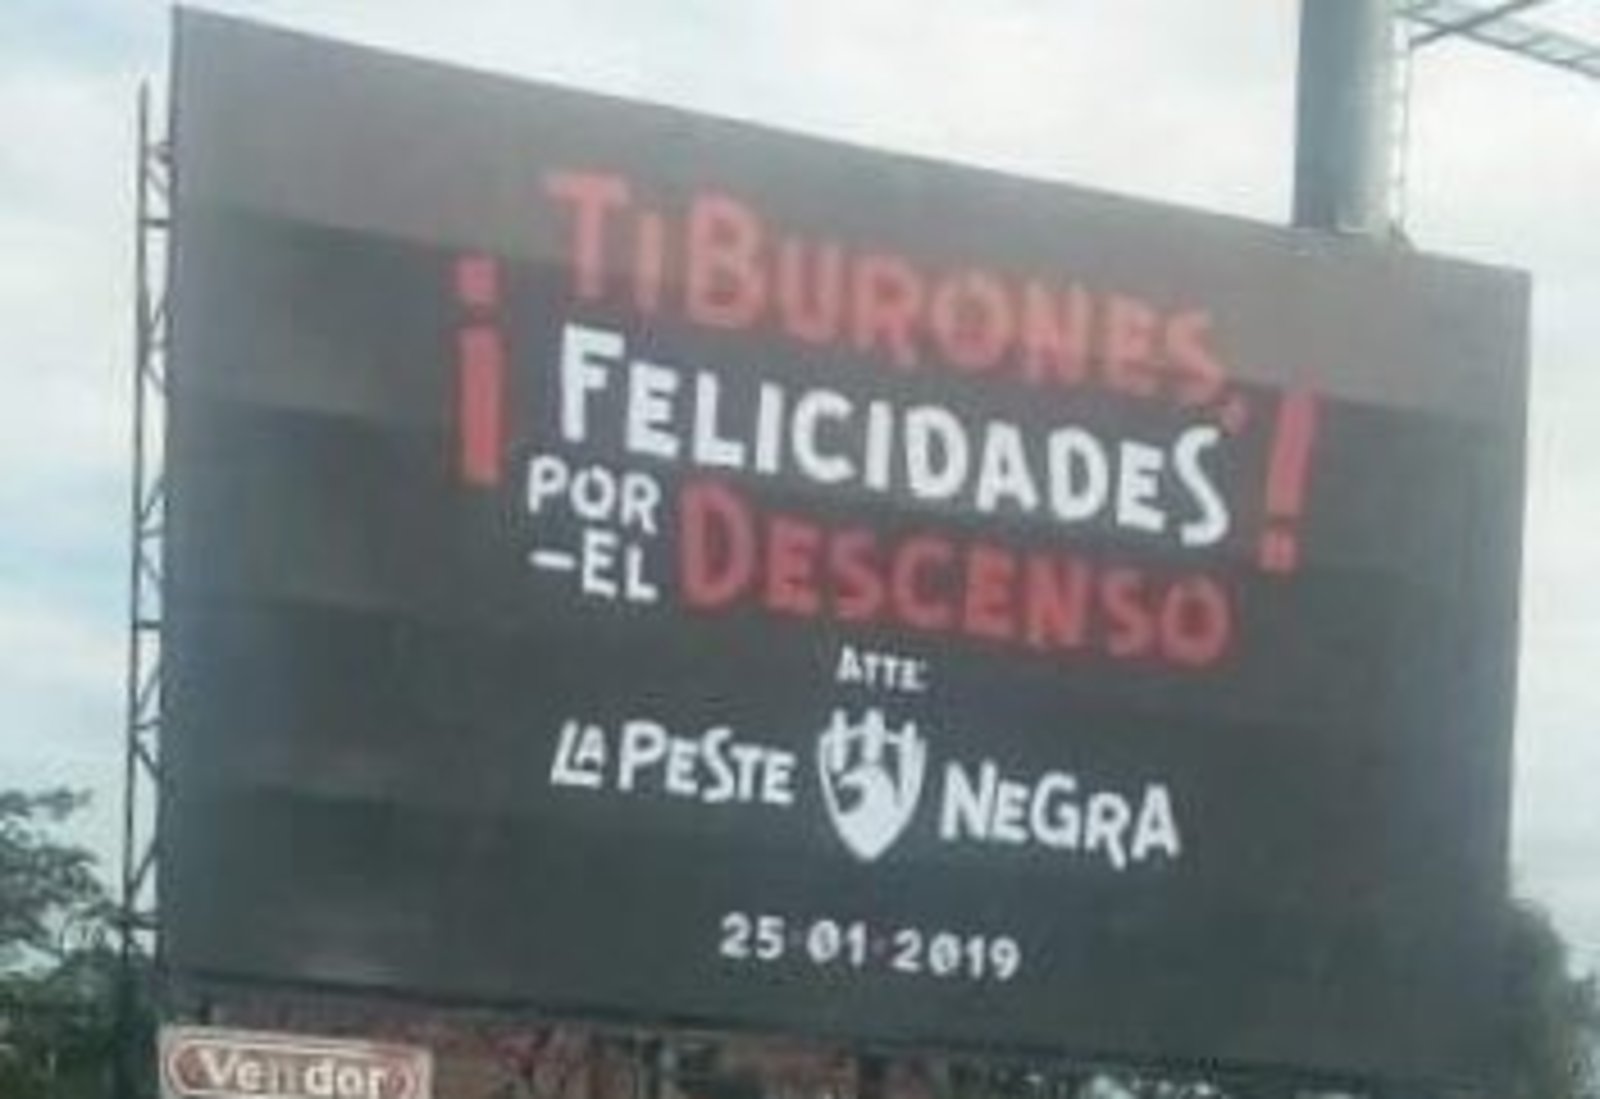 ¡TIBURONES,
FELICIDADES
POR
-EL DESCENSO!
ATTE:
LA PESTE NEGRA
25 01 2019
Vendor